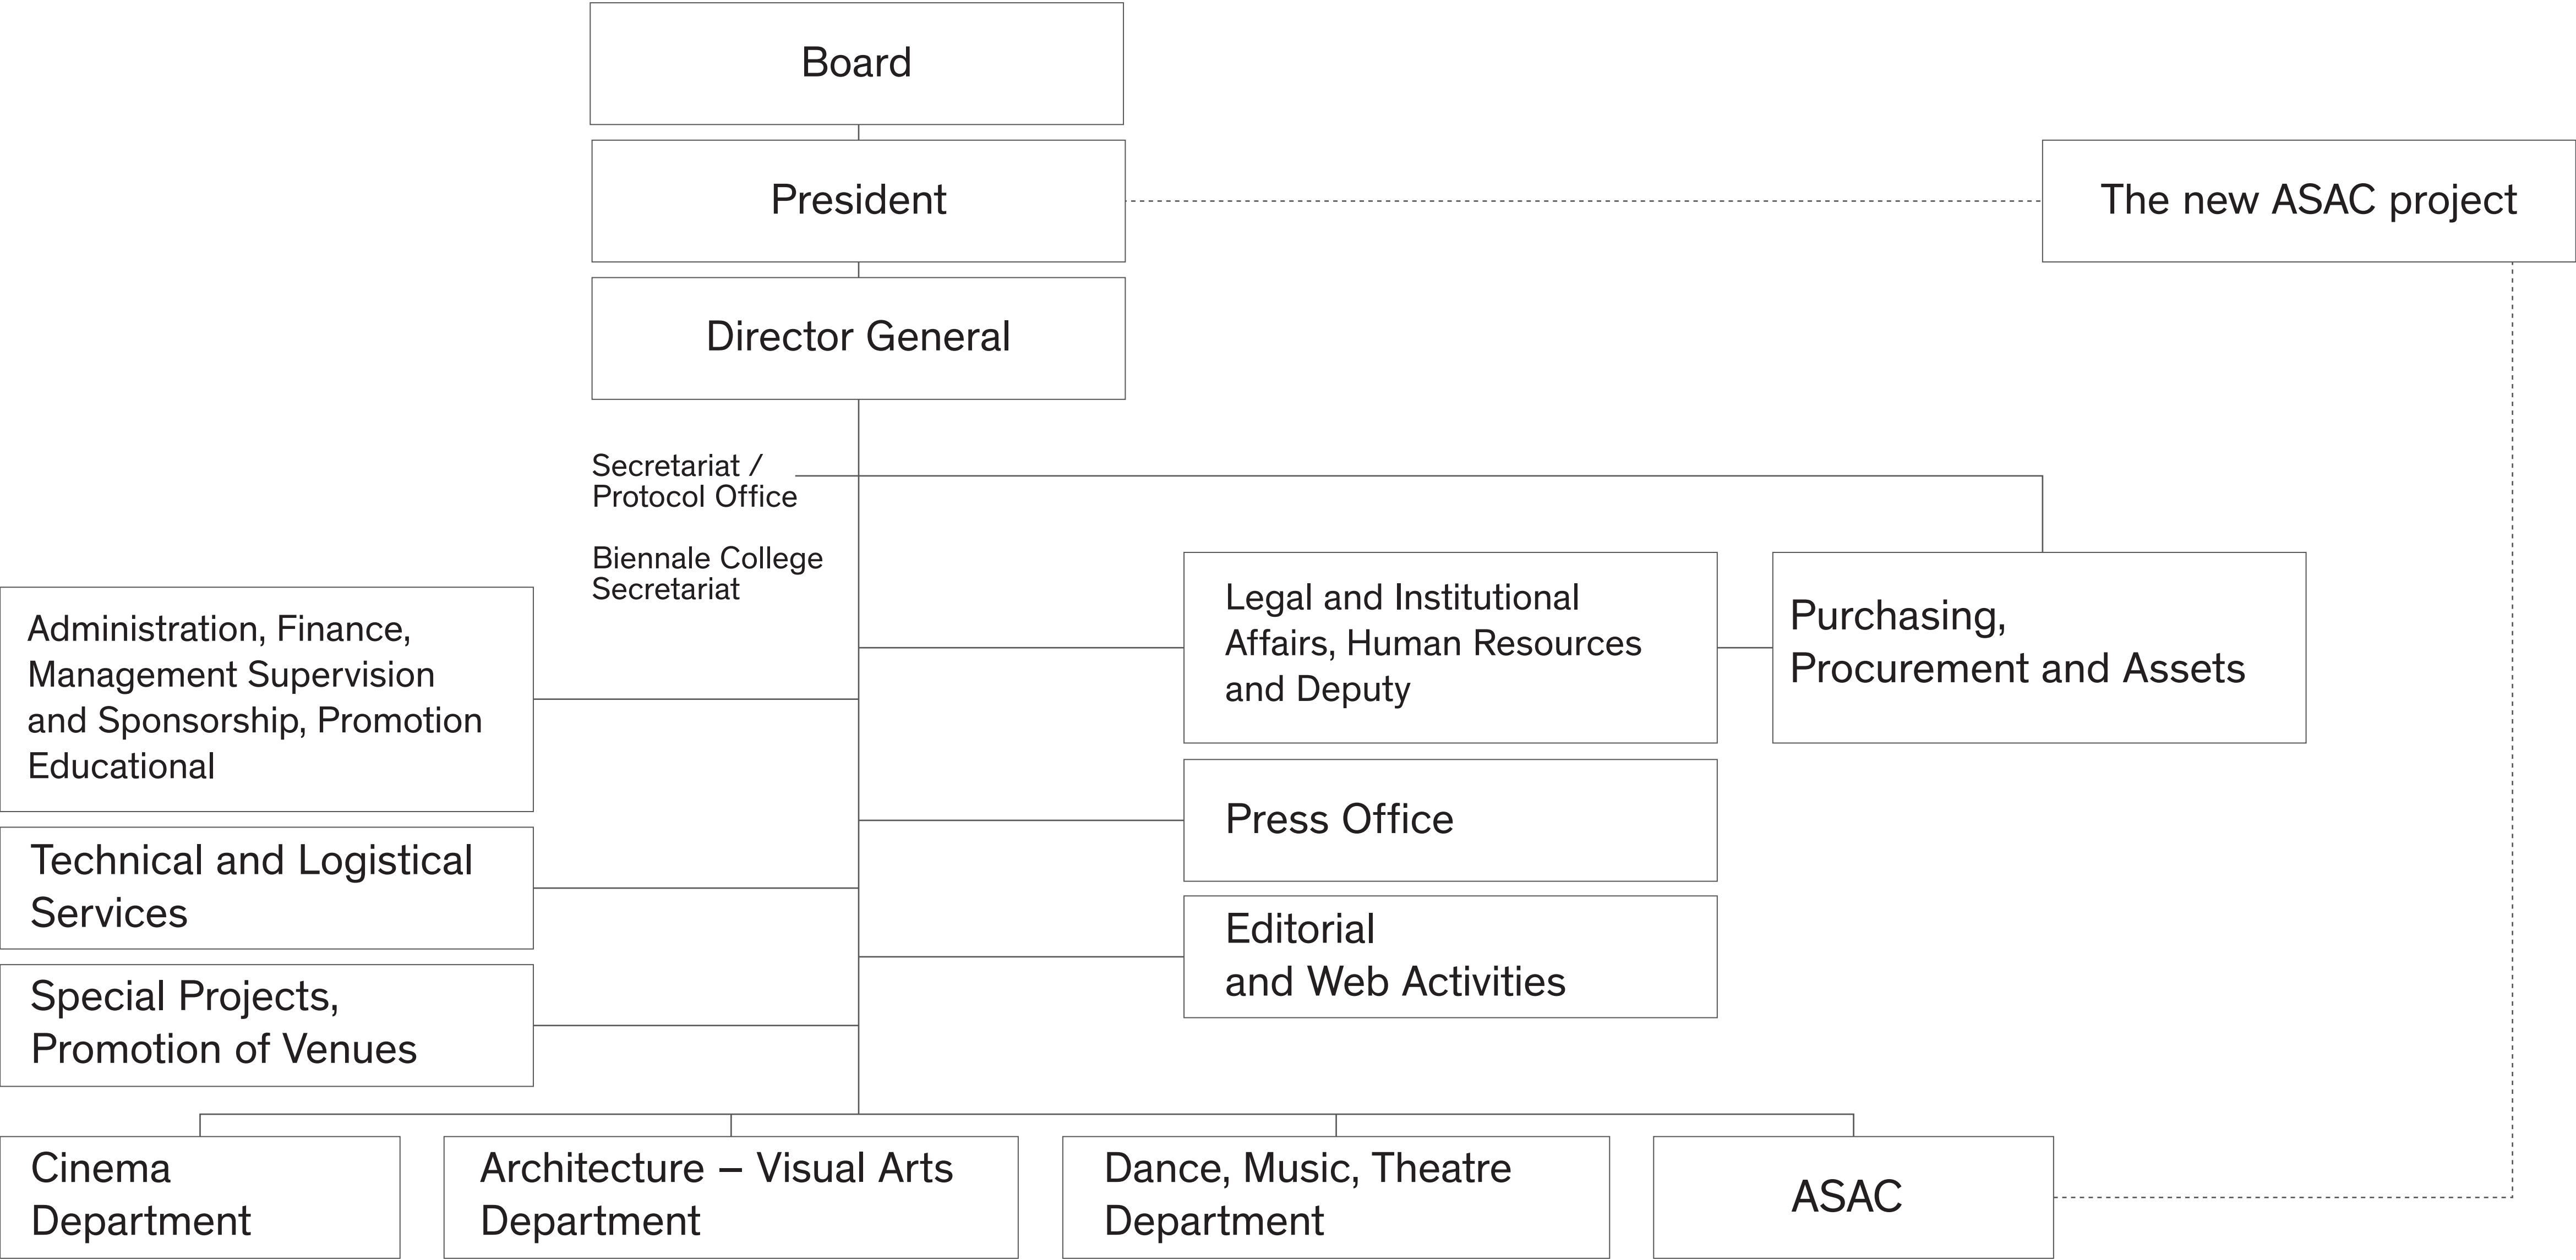 Board
President
The new ASAC project
Director General
Secretariat /
Protocol Office
Biennale College
Secretariat
Administration, Finance,
Management Supervision
and Sponsorship, Promotion
Educational
Legal and Institutional
Affairs, Human Resources
and Deputy
Purchasing,
Procurement and Assets
Technical and Logistical
Services
Press Office
Special Projects,
Promotion of Venues
Editorial
and Web Activities
Cinema
Department
Architecture – Visual Arts
Department
Dance, Music, Theatre
Department
ASAC